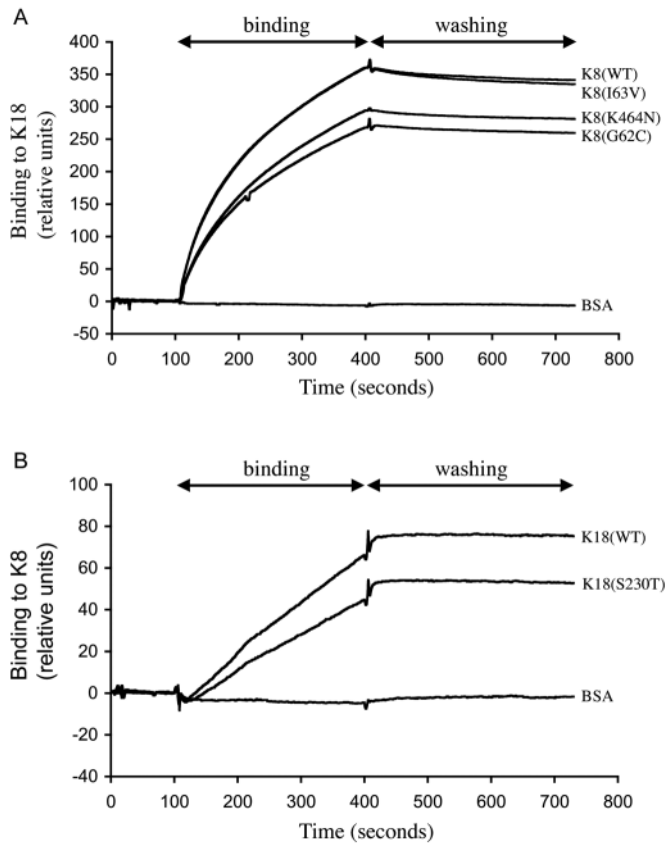 A
binding washing
400
350
300
250
200
150
100
50
0
-50
Binding to K18
(relative units)
K8(WT)
K8(I63V)
K8(K464N)
K8(G62C)
BSA
0 100 200 300 400 500 600 700 800
Time (seconds)
B
binding washing
100
80
60
40
20
0
-20
-40
Binding to K8
(relative units)
K18(WT)
K18(S230T)
BSA
0 100 200 300 400 500 600 700 800
Time (seconds)